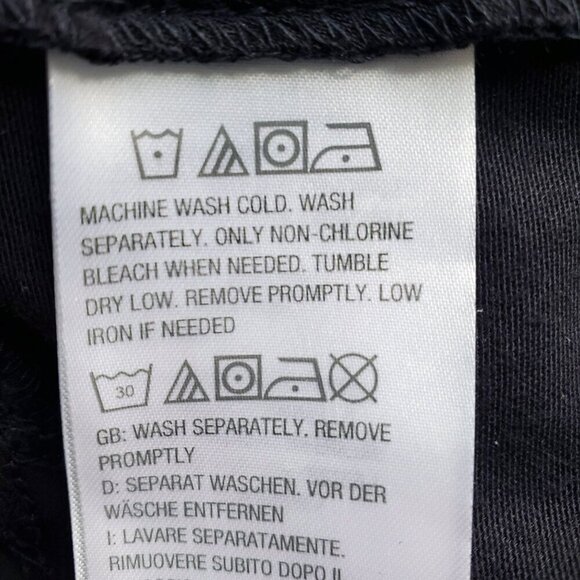 MACHINE WASH COLD. WASH
SEPARATELY. ONLY NON-CHLORINE
BLEACH WHEN NEEDED. TUMBLE
DRY LOW. REMOVE PROMPTLY. LOW
IRON IF NEEDED
30
GB: WASH SEPARATELY. REMOVE
PROMPTLY
D: SEPARAT WASCHEN. VOR DER
WÄSCHE ENTFERNEN
I: LAVARE SEPARATAMENTE.
RIMUOVERE SUBITO DOPO IL